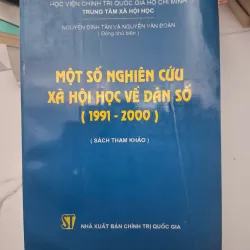 HỌC VIỆN CHÍNH TRỊ QUỐC GIA HỒ CHÍ MINH
TRUNG TÂM XÃ HỘI HỌC
NGUYỄN ĐÌNH TẤN VÀ NGUYỄN VĂN ĐOÀN
( Đồng chủ biên )
MỘT SỐ NGHIÊN CỨU
XÃ HỘI HỌC VỀ DÂN SỐ
( 1991 - 2000 )
( SÁCH THAM KHẢO )
ST
NHÀ XUẤT BẢN CHÍNH TRỊ QUỐC GIA